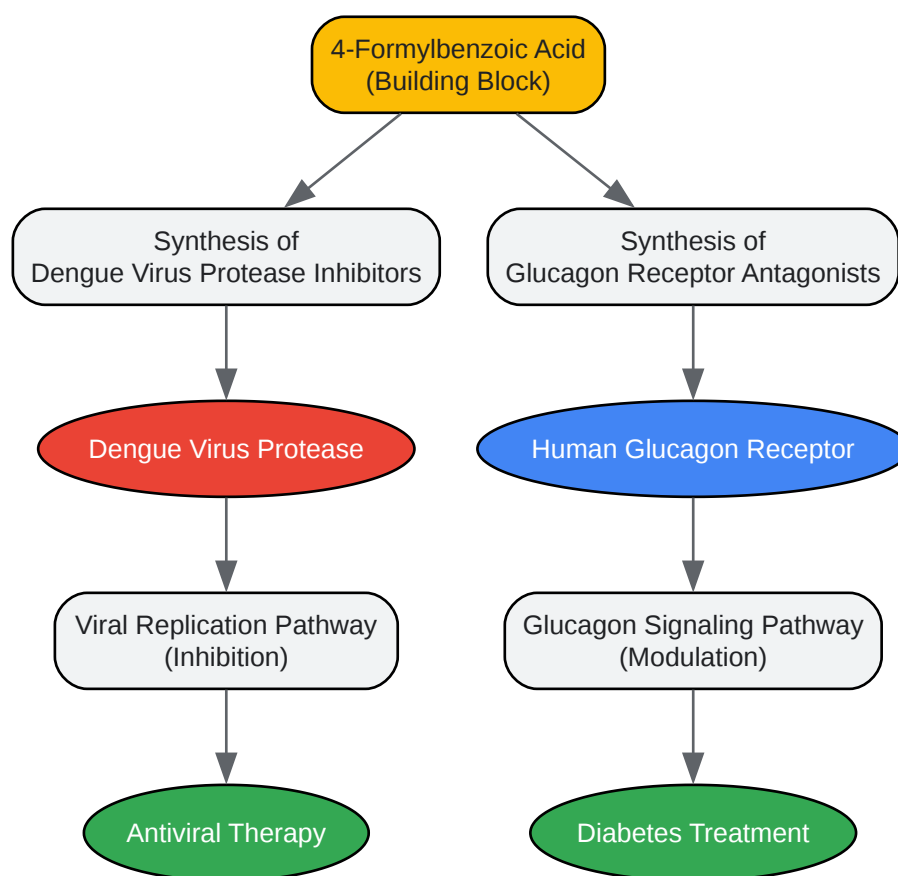 4-Formylbenzoic Acid
(Building Block)
Synthesis of
Dengue Virus Protease Inhibitors
Synthesis of
Glucagon Receptor Antagonists
Dengue Virus Protease
Human Glucagon Receptor
Viral Replication Pathway
(Inhibition)
Glucagon Signaling Pathway
(Modulation)
Antiviral Therapy
Diabetes Treatment